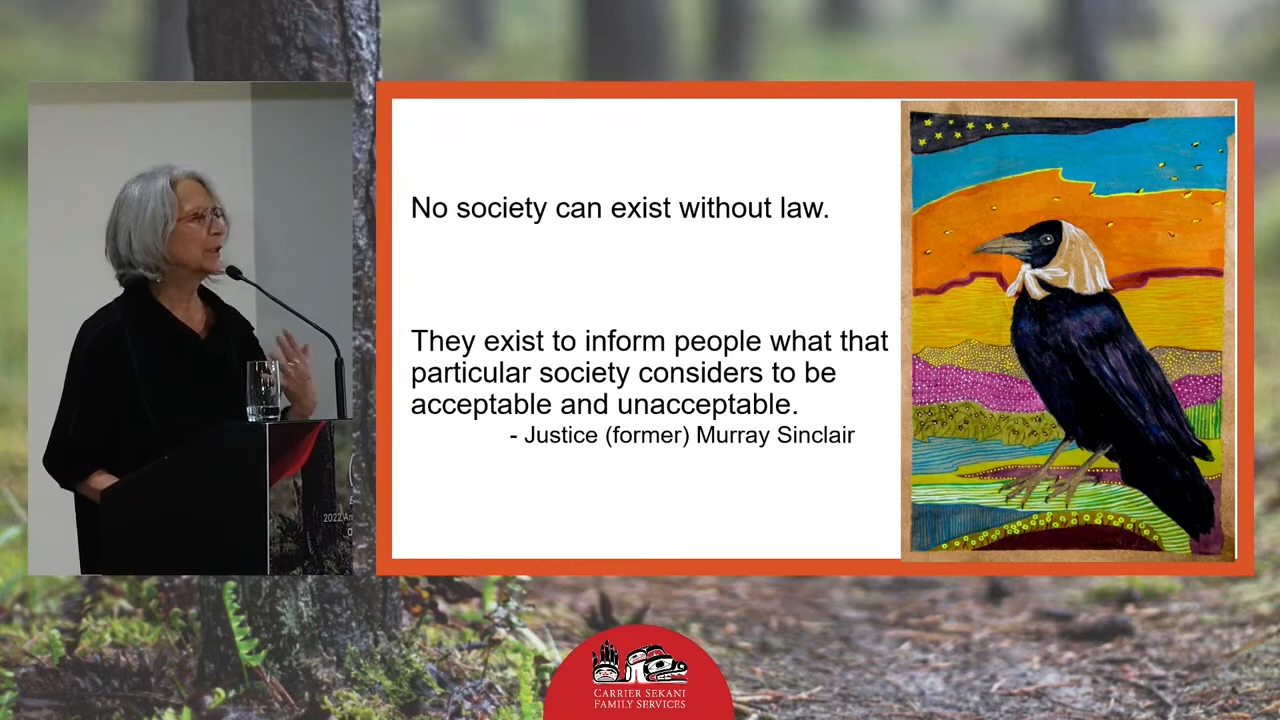 No society can exist without law.
They exist to inform people what that
particular society considers to be
acceptable and unacceptable.
- Justice (former) Murray Sinclair
2022
CARRIER SEKANI
FAMILY SERVICES